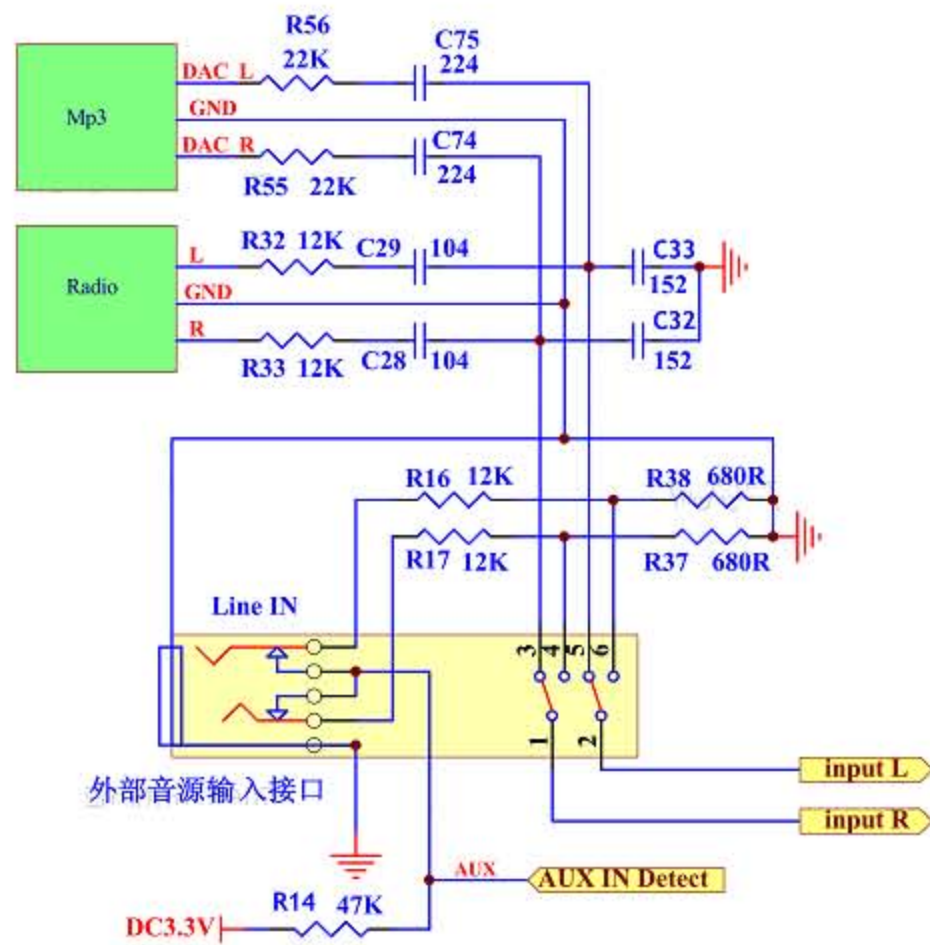 R56
22K
C75
224
DAC L
GND
DAC R
Mp3
R55 22K
C74
224
R32 12K
C29 104
C33
152
L
GND
R
Radio
R33 12K
C28 104
C32
152
R16 12K
R38 680R
R17 12K
R37 680R
Line IN
3 4 5 6
1 2
input L
input R
外部音源输入接口
AUX
AUX IN Detect
R14 47K
DC3.3V